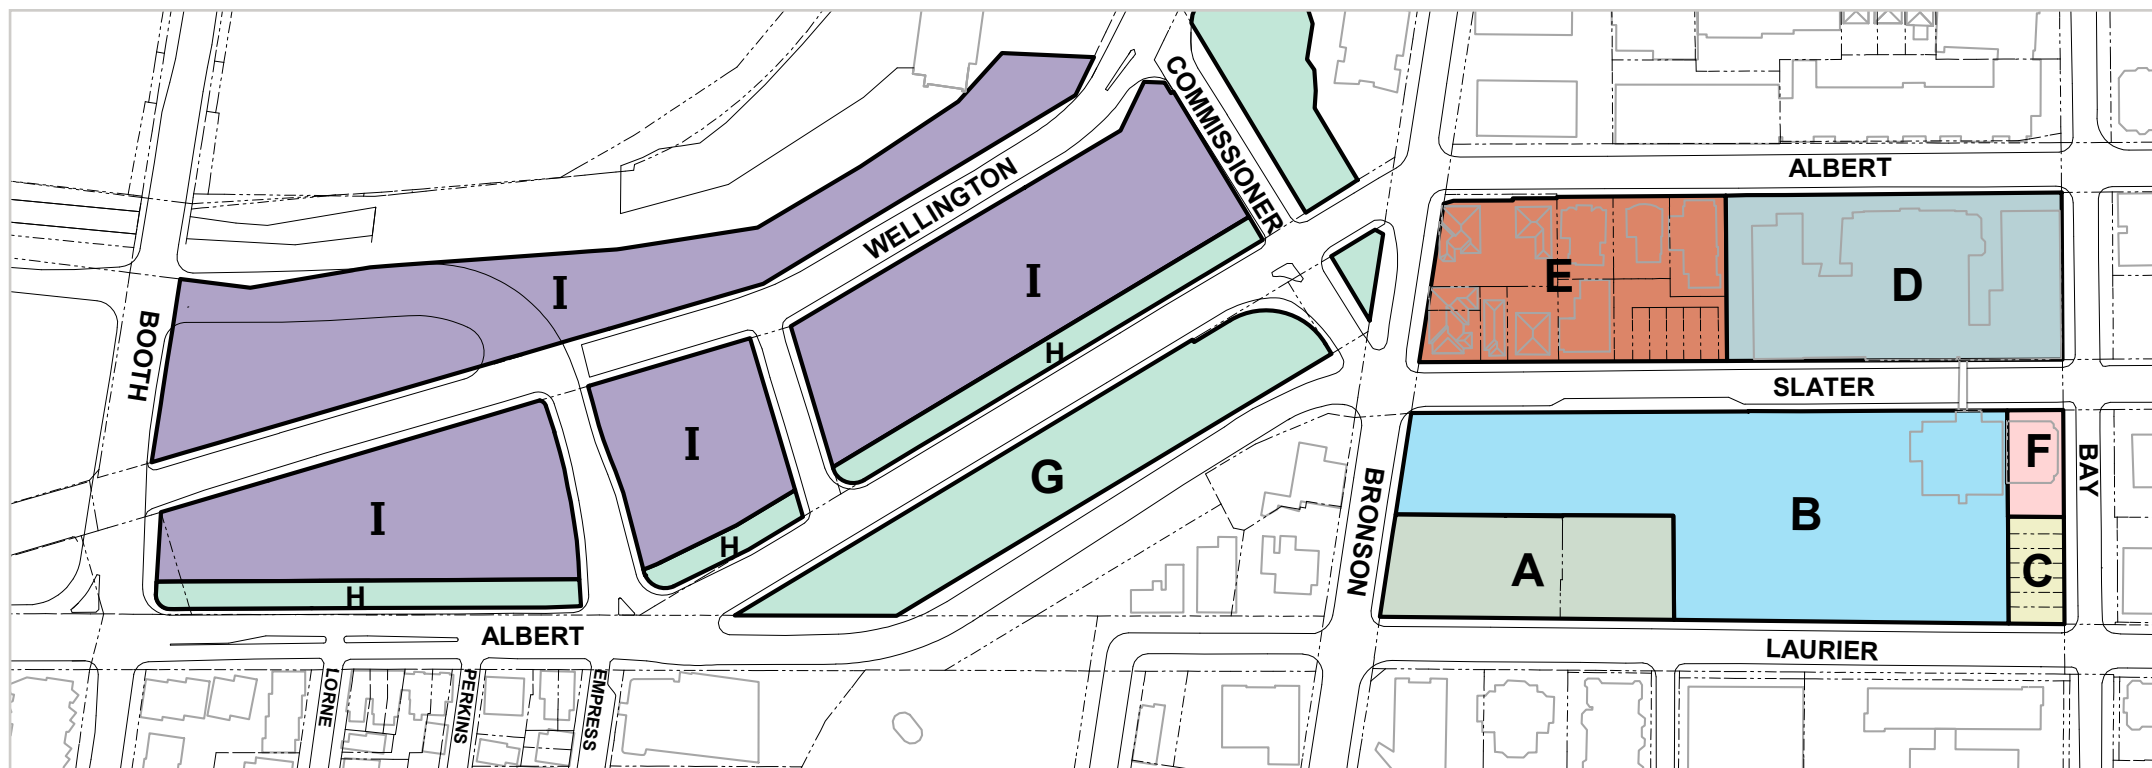 COMMISSIONER
ALBERT
WELLINGTON
E
D
I
I
BOOTH
H
SLATER
I
G
F
BAY
BRONSON
B
I
H
A
C
H
ALBERT
LAURIER
LORNE
PERKINS
EMPRESS